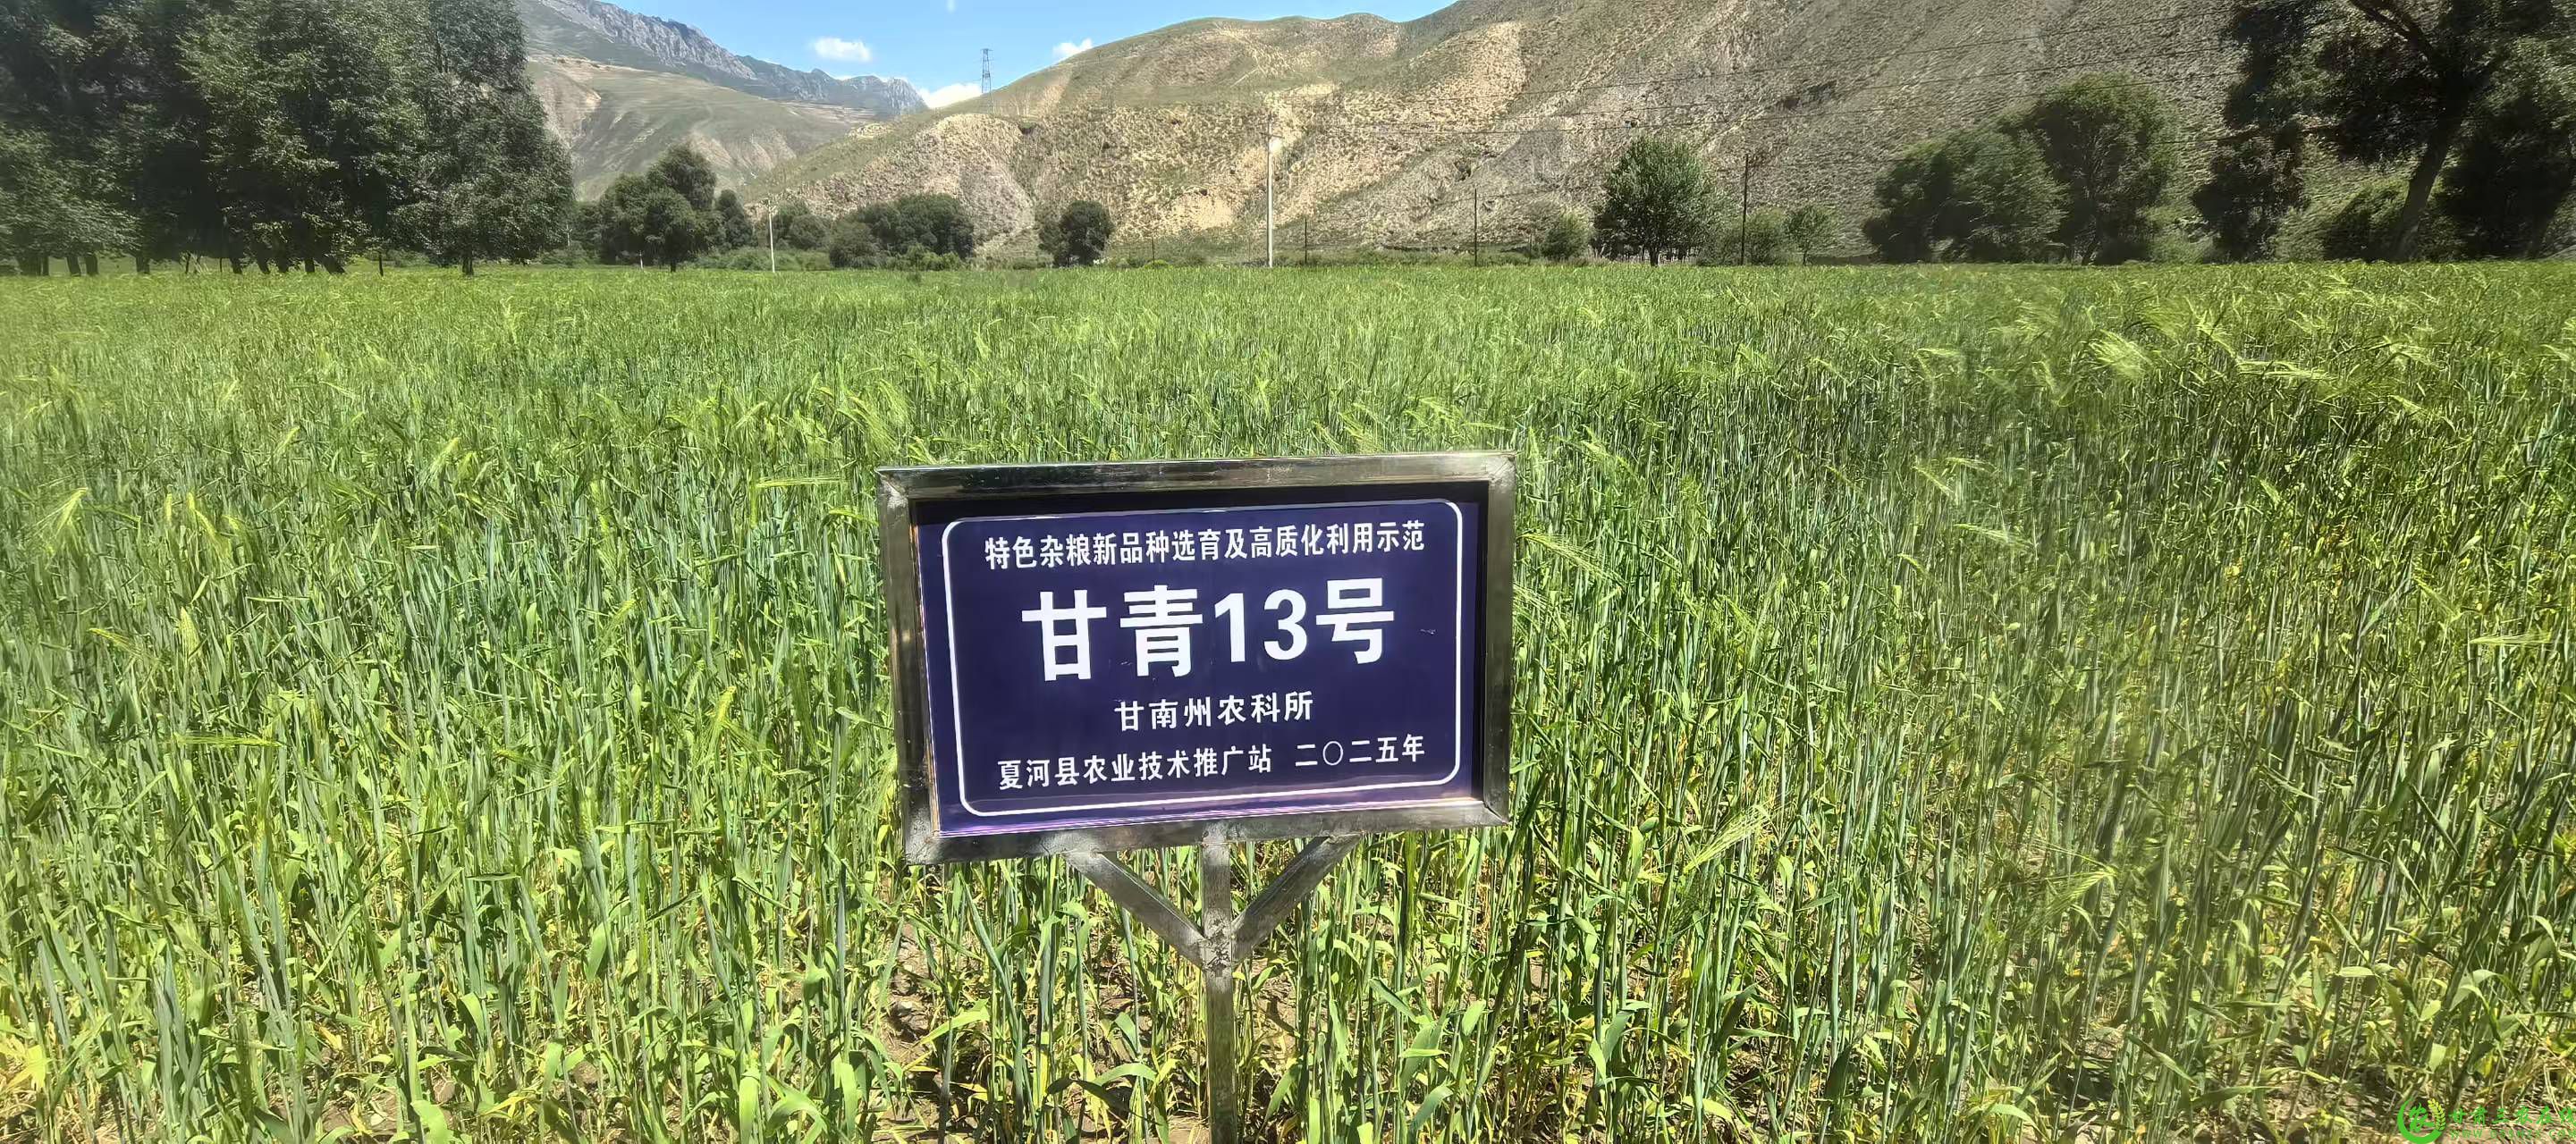 特色杂粮新品种选育及高质化利用示范
甘青13号
甘南州农科所
夏河县农业技术推广站 二〇二五年